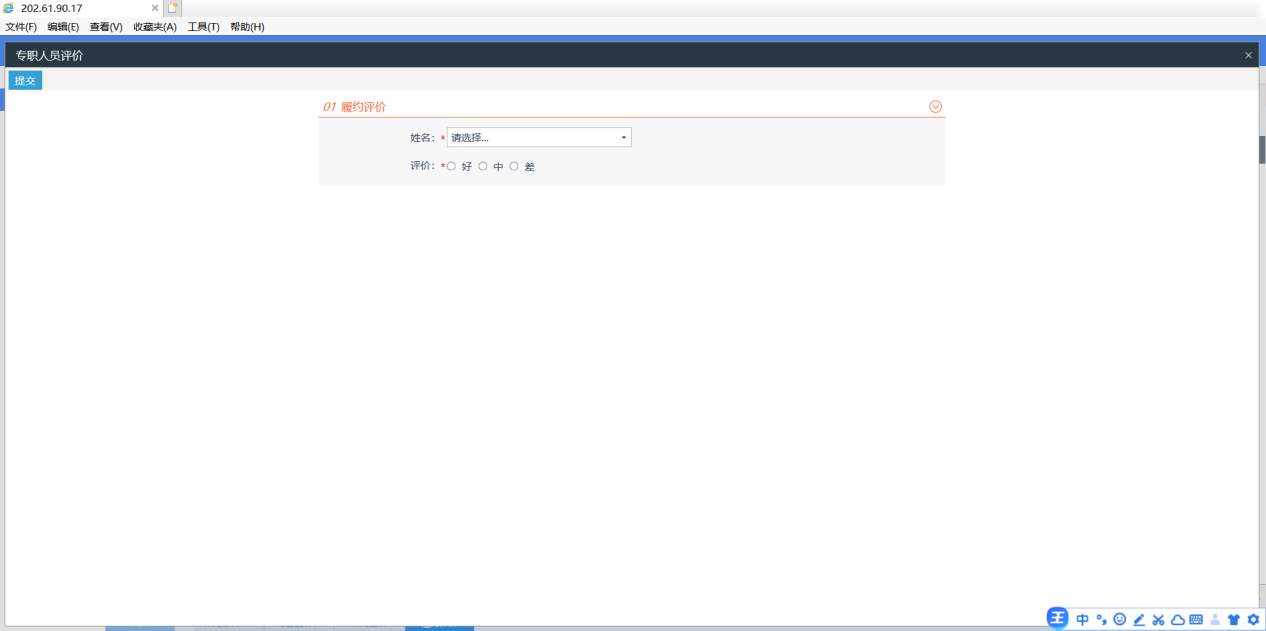 202.61.90.17
文件(F) 编辑(E) 查看(V) 收藏夹(A) 工具(T) 帮助(H)
专职人员评价
提交
01 履约评价
姓名: * 请选择...
评价: * 好 中 差
王 中